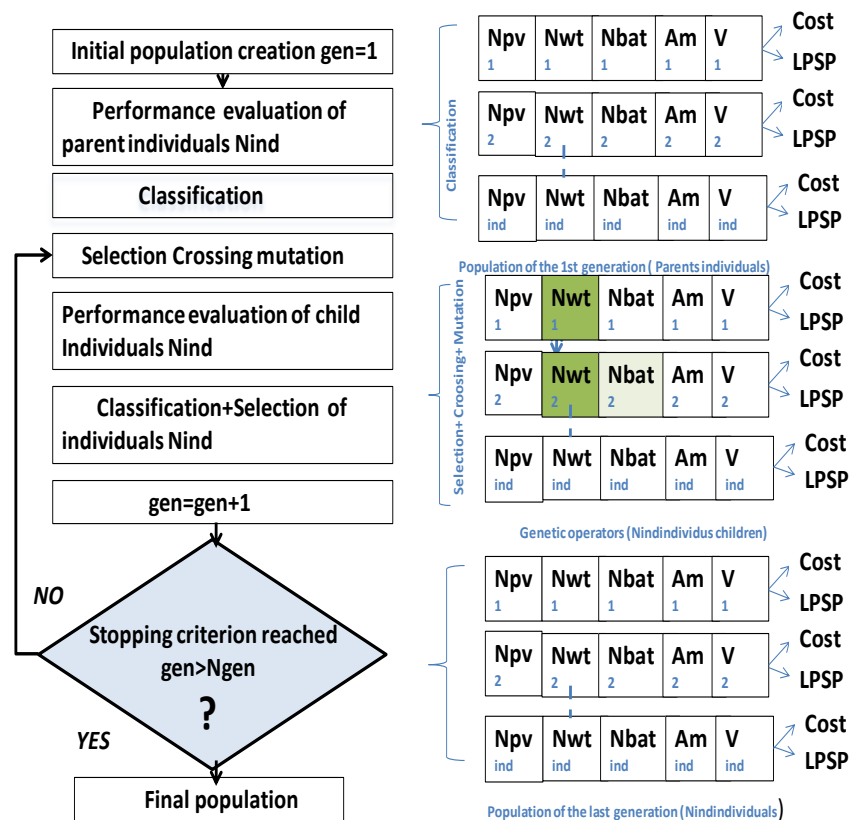 Initial population creation gen=1
Performance evaluation of
parent individuals Nind
Classification
Selection Crossing mutation
Performance evaluation of child
Individuals Nind
Classification+Selection of
individuals Nind
gen=gen+1
NO
Stopping criterion reached
gen>Ngen
?
YES
Final population
Classification
Npv Nwt Nbat Am V
1 1 1 1 1
Cost
LPSP
Npv Nwt Nbat Am V
2 2 2 2 2
Cost
LPSP
Npv Nwt Nbat Am V
ind ind ind ind ind
Cost
LPSP
Population of the 1st generation ( Parents individuals)
Selection+ Croosing+ Mutation
Npv Nwt Nbat Am V
1 1 1 1 1
Cost
LPSP
Npv Nwt Nbat Am V
2 2 2 2 2
Cost
LPSP
Npv Nwt Nbat Am V
ind ind ind ind ind
Cost
LPSP
Genetic operators (Nindindividus children)
Npv Nwt Nbat Am V
1 1 1 1 1
Cost
LPSP
Npv Nwt Nbat Am V
2 2 2 2 2
Cost
LPSP
Npv Nwt Nbat Am V
ind ind ind ind ind
Cost
LPSP
Population of the last generation (Nindindividuals)